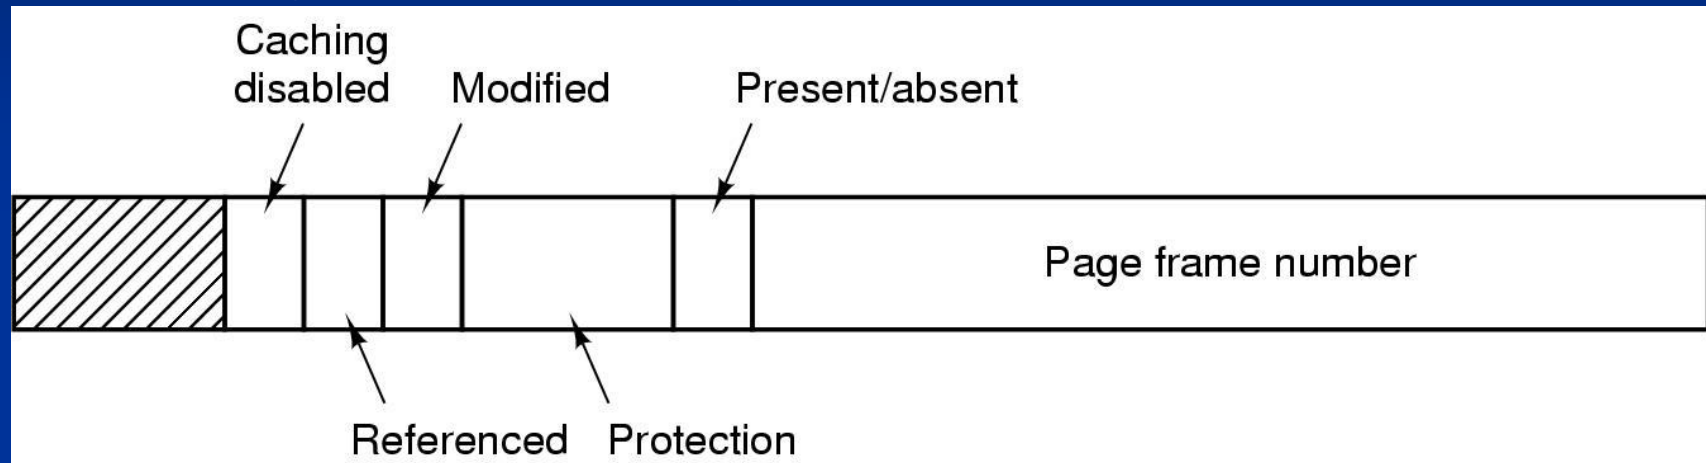 Caching
disabled
Modified
Present/absent
Page frame number
Referenced
Protection